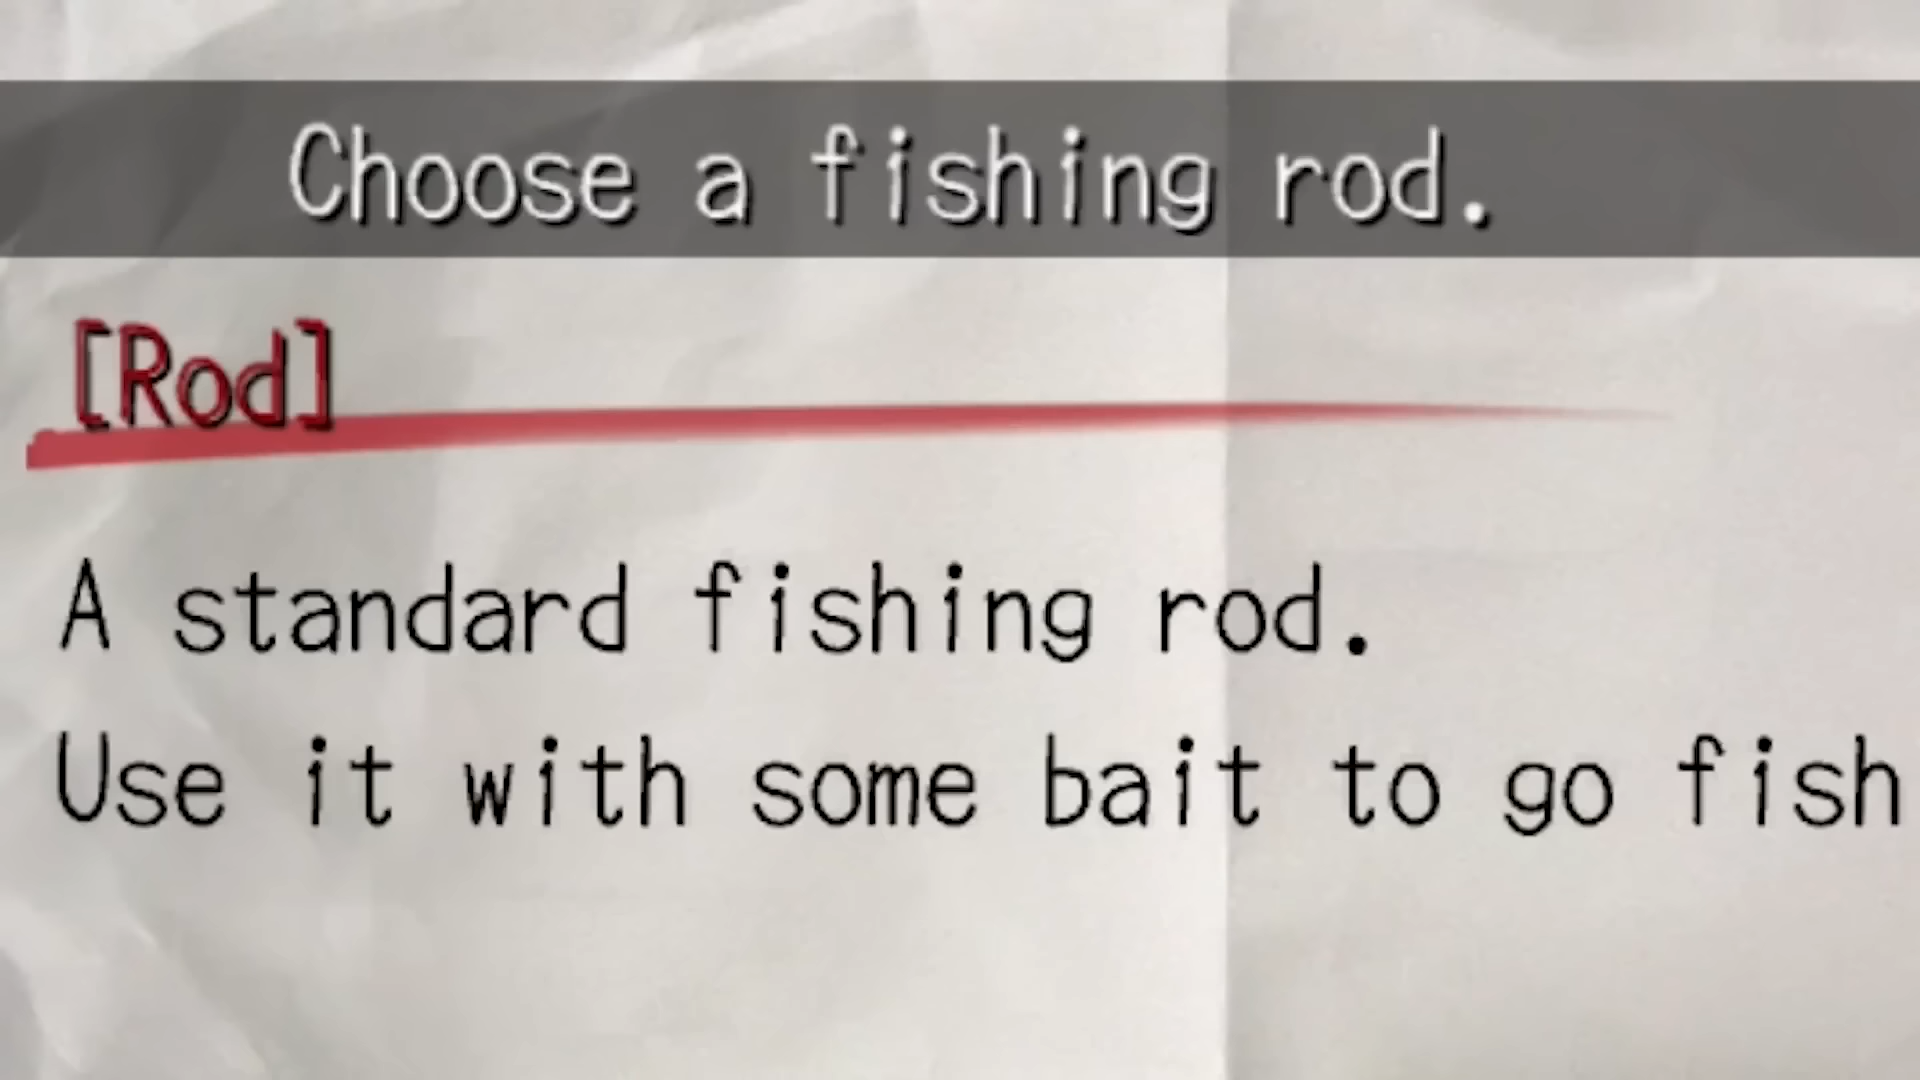 Choose a fishing rod.
[Rod]
A standard fishing rod.
Use it with some bait to go fish